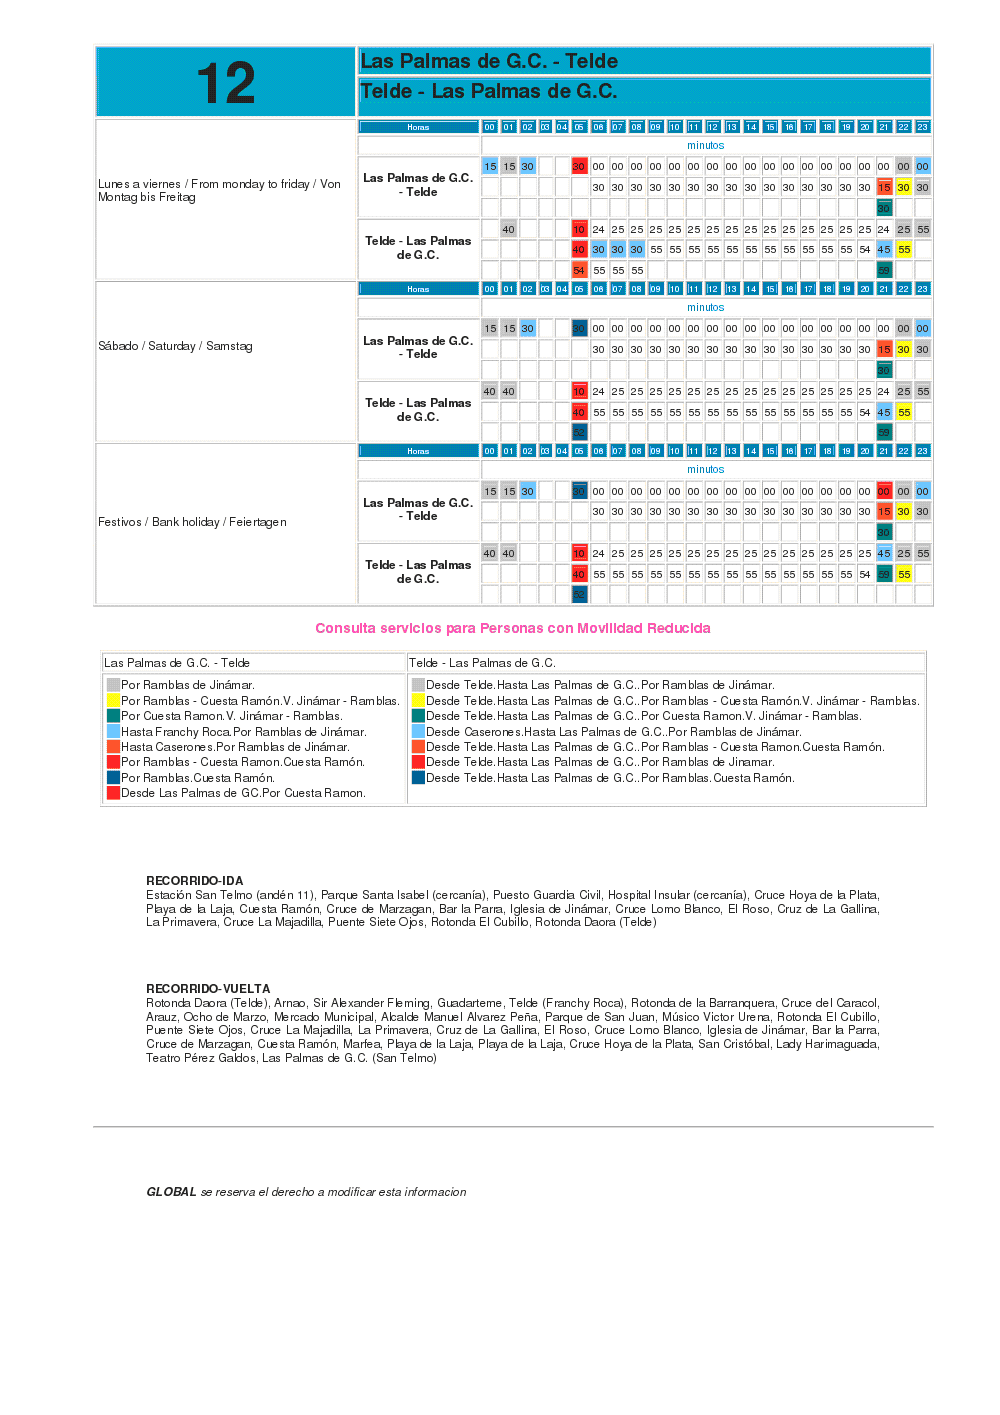 12
Las Palmas de G.C. - Telde
Telde - Las Palmas de G.C.
Lunes a viernes / From monday to friday / Von
Montag bis Freitag
Horas 00 01 02 03 04 05 06 07 08 09 10 11 12 13 14 15 16 17 18 19 20 21 22 23
minutos
Las Palmas de G.C.
- Telde
15 15 30 30 00 00 00 00 00 00 00 00 00 00 00 00 00 00 00 00 00 00
30 30 30 30 30 30 30 30 30 30 30 30 30 30 30 15 30 30
30
Telde - Las Palmas
de G.C.
40 10 24 25 25 25 25 25 25 25 25 25 25 25 25 25 25 24 25 55
40 30 30 30 55 55 55 55 55 55 55 55 55 55 55 54 45 55
54 55 55 55 59
Sábado / Saturday / Samstag
Horas 00 01 02 03 04 05 06 07 08 09 10 11 12 13 14 15 16 17 18 19 20 21 22 23
minutos
Las Palmas de G.C.
- Telde
15 15 30 30 00 00 00 00 00 00 00 00 00 00 00 00 00 00 00 00 00 00
30 30 30 30 30 30 30 30 30 30 30 30 30 30 30 15 30 30
30
Telde - Las Palmas
de G.C.
40 40 10 24 25 25 25 25 25 25 25 25 25 25 25 25 25 25 24 25 55
40 55 55 55 55 55 55 55 55 55 55 55 55 55 55 54 45 55
52 59
Festivos / Bank holiday / Feiertagen
Horas 00 01 02 03 04 05 06 07 08 09 10 11 12 13 14 15 16 17 18 19 20 21 22 23
minutos
Las Palmas de G.C.
- Telde
15 15 30 30 00 00 00 00 00 00 00 00 00 00 00 00 00 00 00 00 00 00
30 30 30 30 30 30 30 30 30 30 30 30 30 30 30 15 30 30
30
Telde - Las Palmas
de G.C.
40 40 10 24 25 25 25 25 25 25 25 25 25 25 25 25 25 25 45 25 55
40 55 55 55 55 55 55 55 55 55 55 55 55 55 55 54 59 55
52
Consulta servicios para Personas con Movilidad Reducida
Las Palmas de G.C. - Telde
Por Ramblas de Jinámar.
Por Ramblas - Cuesta Ramón.V. Jinámar - Ramblas.
Por Cuesta Ramon.V. Jinámar - Ramblas.
Hasta Franchy Roca.Por Ramblas de Jinámar.
Hasta Caserones.Por Ramblas de Jinámar.
Por Ramblas - Cuesta Ramon.Cuesta Ramón.
Por Ramblas.Cuesta Ramón.
Desde Las Palmas de GC.Por Cuesta Ramon.
Telde - Las Palmas de G.C.
Desde Telde.Hasta Las Palmas de G.C..Por Ramblas de Jinámar.
Desde Telde.Hasta Las Palmas de G.C..Por Ramblas - Cuesta Ramón.V. Jinámar - Ramblas.
Desde Telde.Hasta Las Palmas de G.C..Por Cuesta Ramon.V. Jinámar - Ramblas.
Desde Caserones.Hasta Las Palmas de G.C..Por Ramblas de Jinámar.
Desde Telde.Hasta Las Palmas de G.C..Por Ramblas - Cuesta Ramon.Cuesta Ramón.
Desde Telde.Hasta Las Palmas de G.C..Por Ramblas de Jinamar.
Desde Telde.Hasta Las Palmas de G.C..Por Ramblas.Cuesta Ramón.
RECORRIDO-IDA
Estación San Telmo (andén 11), Parque Santa Isabel (cercanía), Puesto Guardia Civil, Hospital Insular (cercanía), Cruce Hoya de la Plata,
Playa de la Laja, Cuesta Ramón, Cruce de Marzagan, Bar la Parra, Iglesia de Jinámar, Cruce Lomo Blanco, El Roso, Cruz de La Gallina,
La Primavera, Cruce La Majadilla, Puente Siete Ojos, Rotonda El Cubillo, Rotonda Daora (Telde)
RECORRIDO-VUELTA
Rotonda Daora (Telde), Arnao, Sir Alexander Fleming, Guadarteme, Telde (Franchy Roca), Rotonda de la Barranquera, Cruce del Caracol,
Arauz, Ocho de Marzo, Mercado Municipal, Alcalde Manuel Alvarez Peña, Parque de San Juan, Músico Victor Urena, Rotonda El Cubillo,
Puente Siete Ojos, Cruce La Majadilla, La Primavera, Cruz de La Gallina, El Roso, Cruce Lomo Blanco, Iglesia de Jinámar, Bar la Parra,
Cruce de Marzagan, Cuesta Ramón, Marfea, Playa de la Laja, Playa de la Laja, Cruce Hoya de la Plata, San Cristóbal, Lady Harimaguada,
Teatro Pérez Galdos, Las Palmas de G.C. (San Telmo)
GLOBAL se reserva el derecho a modificar esta informacion